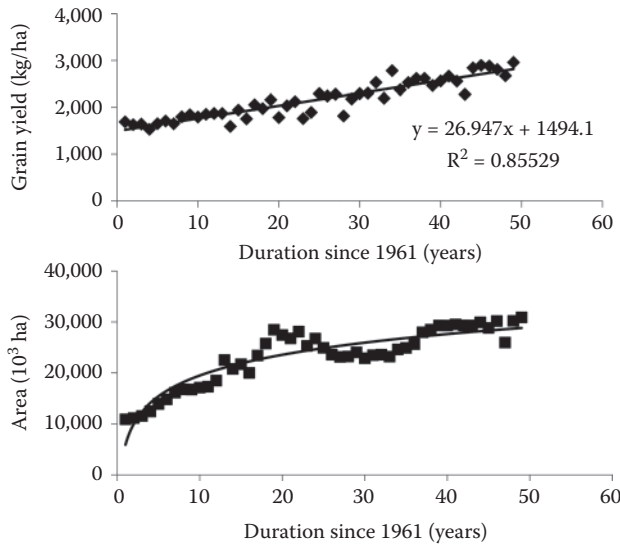 4,000
3,000
2,000
1,000
0
Grain yield (kg/ha)
y = 26.947x + 1494.1
R² = 0.85529
0 10 20 30 40 50 60
Duration since 1961 (years)
40,000
30,000
20,000
10,000
0
Area (10³ ha)
0 10 20 30 40 50 60
Duration since 1961 (years)